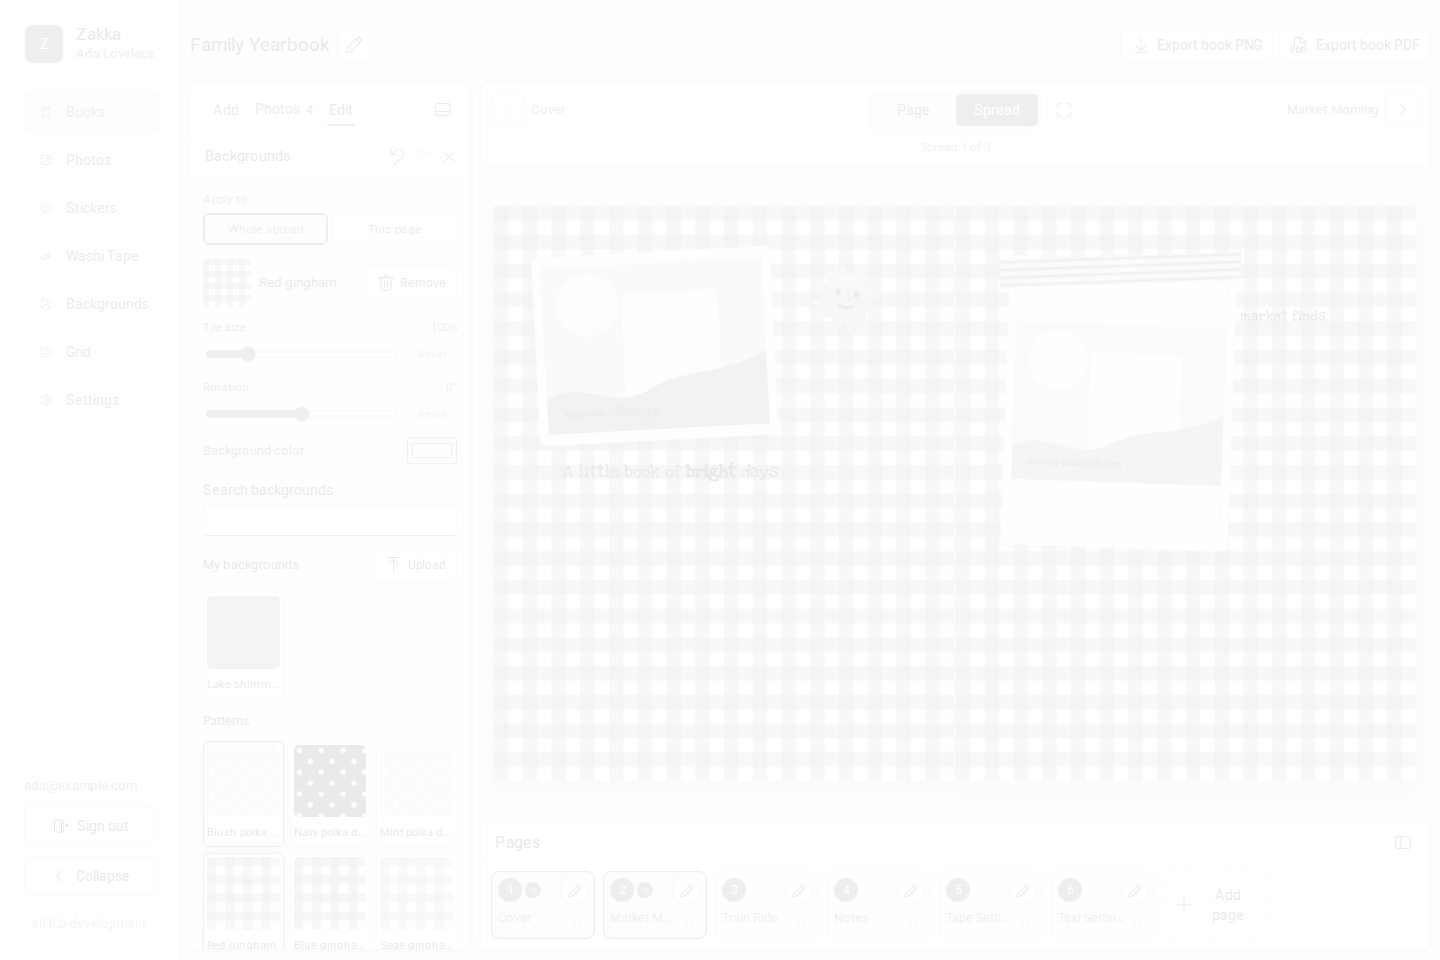 Z
Zakka
Ada Lovelace
Books
Photos
Stickers
Washi Tape
Backgrounds
Grid
Settings
ada@example.com
Sign out
Collapse
v0.0.0-development
Family Yearbook
Export book PNG
Export book PDF
Add
Photos 4
Edit
Backgrounds
Apply to
Whole spread
This page
Red gingham
Remove
Tile size
100%
Reset
Rotation
0°
Reset
Background color
Search backgrounds
My backgrounds
Upload
Lake shimm...
Patterns
Blush polka ...
Navy polka d...
Mint polka d...
Red gingham
Blue gingha...
Sage gingha...
Cover
Page
Spread
Market Morning
Spread 1 of 3
A little book of bright days
market finds
Pages
1
Cover
2
Market M...
3
Train Ride
4
Notes
5
Tape Setti...
6
Text Settin...
Add
page